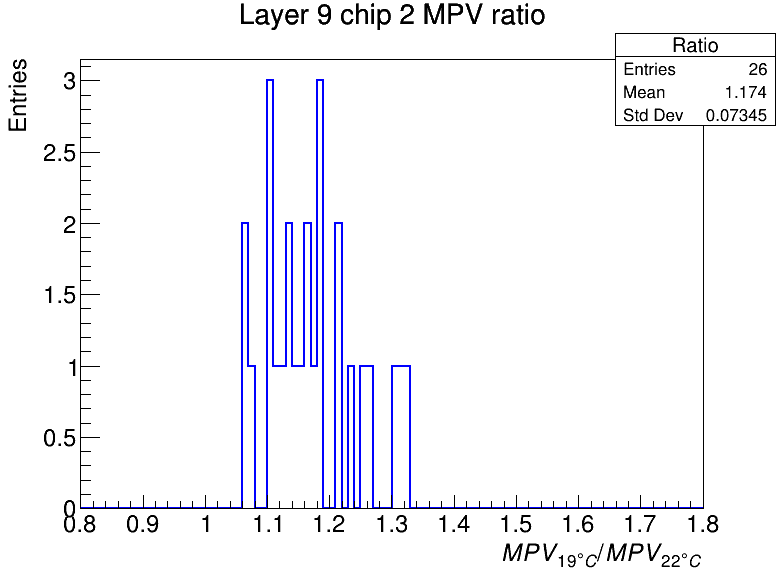 Layer 9 chip 2 MPV ratio
Ratio
Entries 26
Mean 1.174
Std Dev 0.07345
Entries
3
2.5
2
1.5
1
0.5
0
0.8 0.9 1 1.1 1.2 1.3 1.4 1.5 1.6 1.7 1.8
MPV19°C/MPV22°C